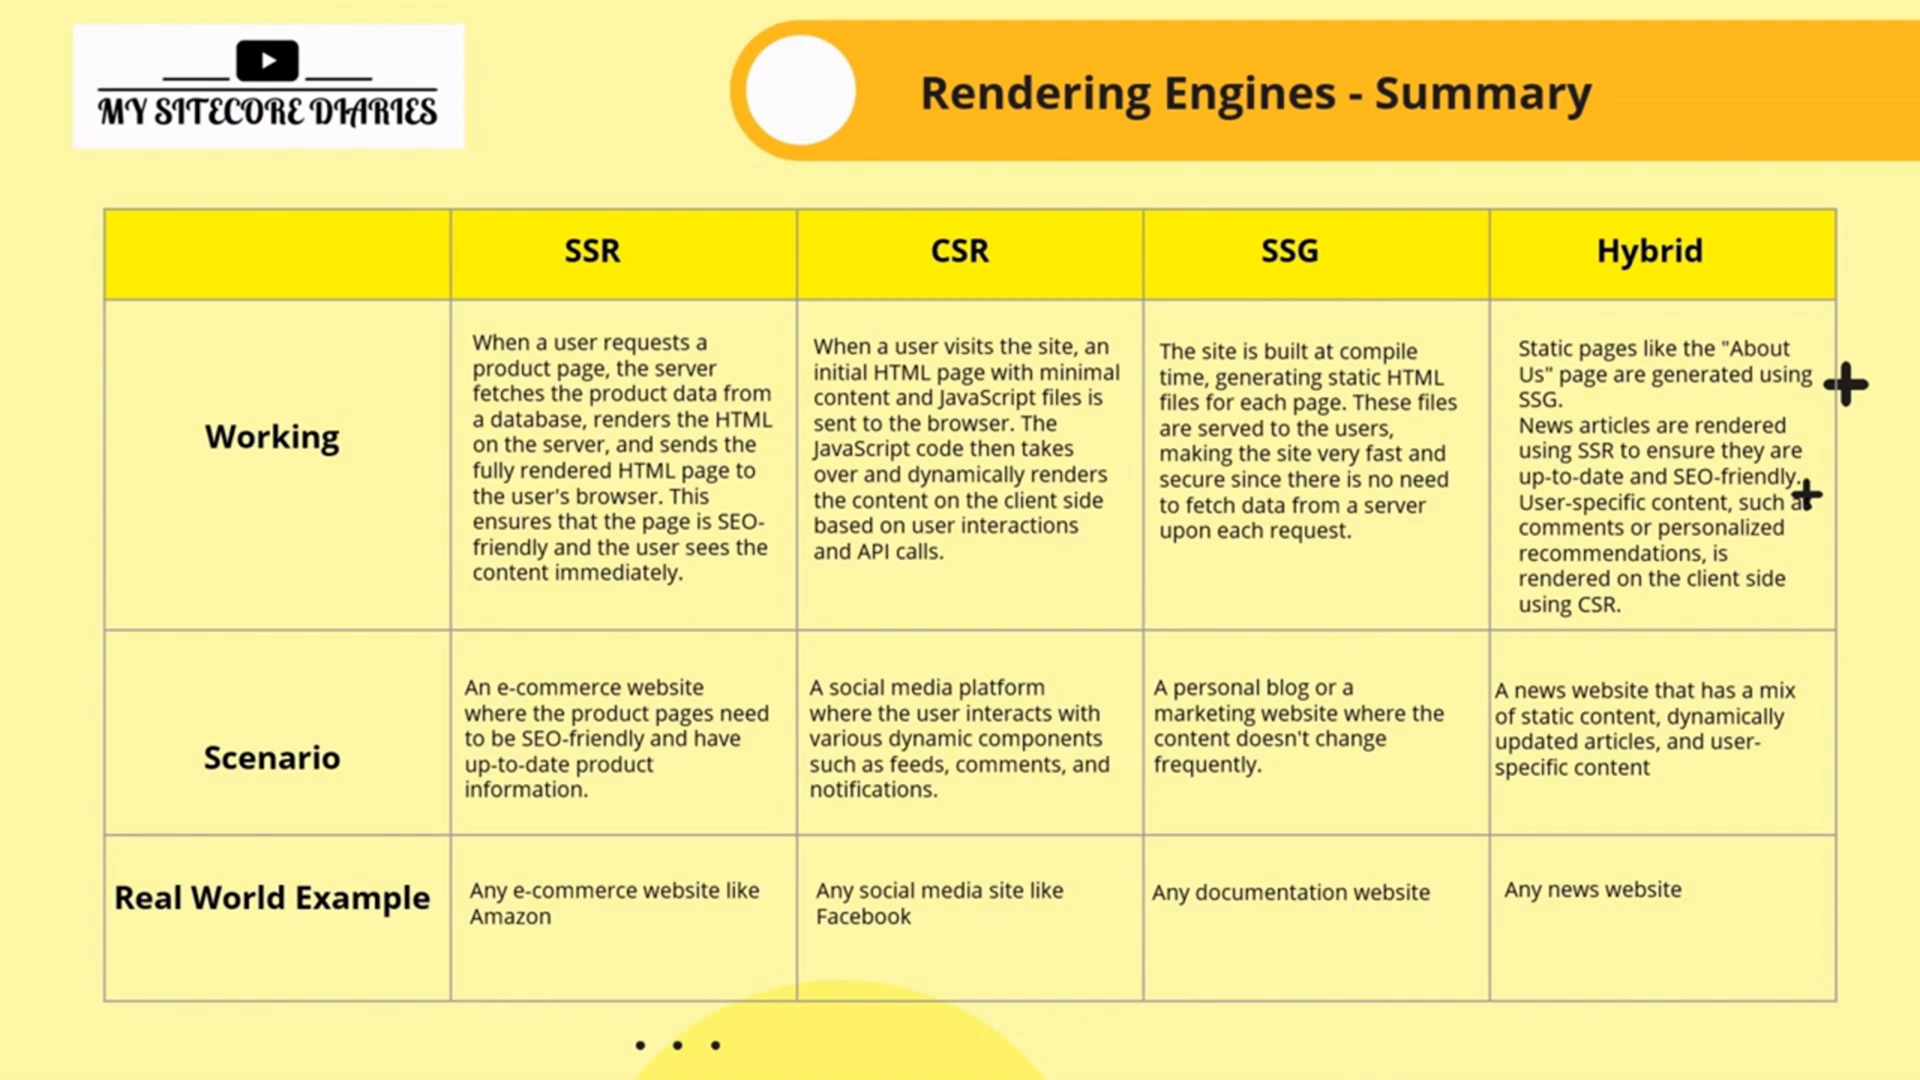 MY SITECORE DIARIES
Rendering Engines - Summary
SSR
CSR
SSG
Hybrid
Working
When a user requests a
product page, the server
fetches the product data from
a database, renders the HTML
on the server, and sends the
fully rendered HTML page to
the user's browser. This
ensures that the page is SEO-
friendly and the user sees the
content immediately.
When a user visits the site, an
initial HTML page with minimal
content and JavaScript files is
sent to the browser. The
JavaScript code then takes
over and dynamically renders
the content on the client side
based on user interactions
and API calls.
The site is built at compile
time, generating static HTML
files for each page. These files
are served to the users,
making the site very fast and
secure since there is no need
to fetch data from a server
upon each request.
Static pages like the "About
Us" page are generated using
SSG.
News articles are rendered
using SSR to ensure they are
up-to-date and SEO-friendly.
User-specific content, such
comments or personalized
recommendations, is
rendered on the client side
using CSR.
Scenario
An e-commerce website
where the product pages need
to be SEO-friendly and have
up-to-date product
information.
A social media platform
where the user interacts with
various dynamic components
such as feeds, comments, and
notifications.
A personal blog or a
marketing website where the
content doesn't change
frequently.
A news website that has a mix
of static content, dynamically
updated articles, and user-
specific content
Real World Example
Any e-commerce website like
Amazon
Any social media site like
Facebook
Any documentation website
Any news website